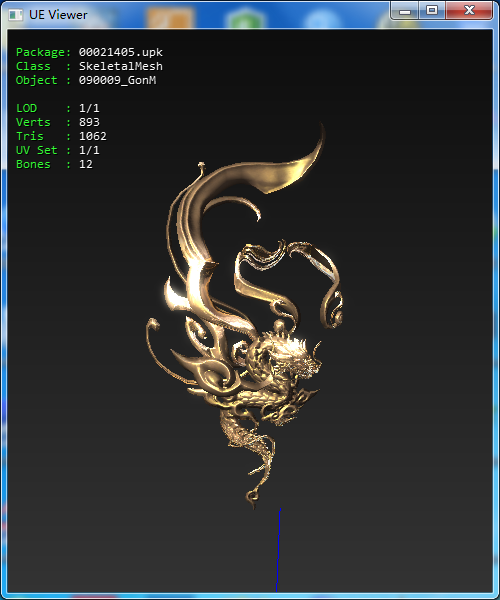 UE Viewer
Package: 00021405.upk
Class : SkeletalMesh
Object : 090009_GonM
LOD : 1/1
Verts : 893
Tris : 1062
UV Set : 1/1
Bones : 12